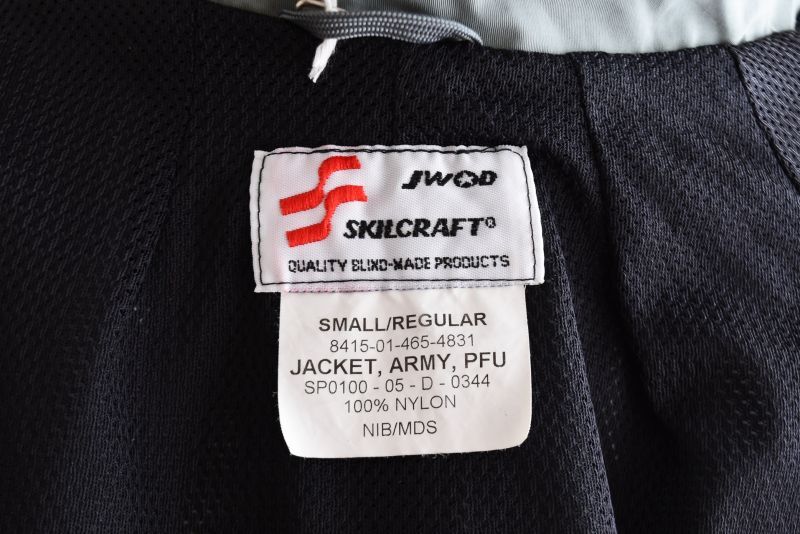 JWOD
SKILCRAFT®
QUALITY BLIND-MADE PRODUCTS
SMALL/REGULAR
8415-01-465-4831
JACKET, ARMY, PFU
SP0100 - 05 - D - 0344
100% NYLON
NIB/MDS